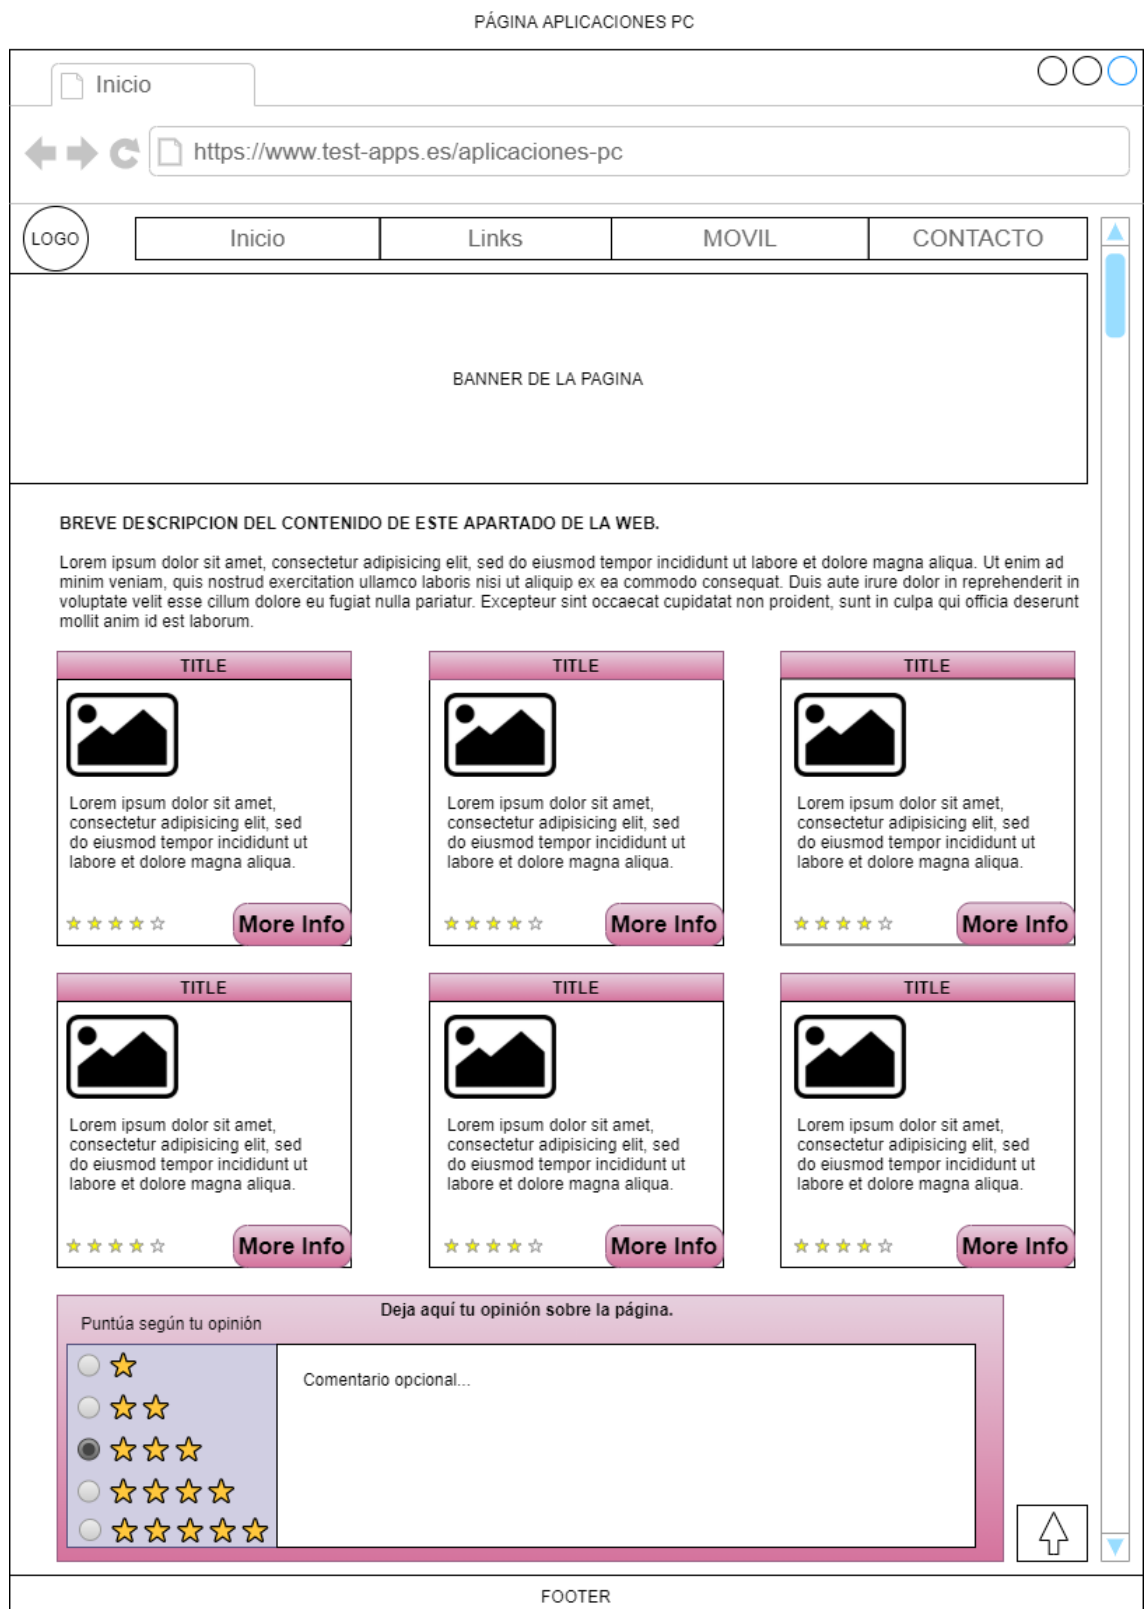 PÁGINA APLICACIONES PC
Inicio
https://www.test-apps.es/aplicaciones-pc
LOGO
Inicio
Links
MOVIL
CONTACTO
BANNER DE LA PAGINA
BREVE DESCRIPCION DEL CONTENIDO DE ESTE APARTADO DE LA WEB.
Lorem ipsum dolor sit amet, consectetur adipisicing elit, sed do eiusmod tempor incididunt ut labore et dolore magna aliqua. Ut enim ad
minim veniam, quis nostrud exercitation ullamco laboris nisi ut aliquip ex ea commodo consequat. Duis aute irure dolor in reprehenderit in
voluptate velit esse cillum dolore eu fugiat nulla pariatur. Excepteur sint occaecat cupidatat non proident, sunt in culpa qui officia deserunt
mollit anim id est laborum.
TITLE
Lorem ipsum dolor sit amet,
consectetur adipisicing elit, sed
do eiusmod tempor incididunt ut
labore et dolore magna aliqua.
More Info
TITLE
Lorem ipsum dolor sit amet,
consectetur adipisicing elit, sed
do eiusmod tempor incididunt ut
labore et dolore magna aliqua.
More Info
TITLE
Lorem ipsum dolor sit amet,
consectetur adipisicing elit, sed
do eiusmod tempor incididunt ut
labore et dolore magna aliqua.
More Info
TITLE
Lorem ipsum dolor sit amet,
consectetur adipisicing elit, sed
do eiusmod tempor incididunt ut
labore et dolore magna aliqua.
More Info
TITLE
Lorem ipsum dolor sit amet,
consectetur adipisicing elit, sed
do eiusmod tempor incididunt ut
labore et dolore magna aliqua.
More Info
TITLE
Lorem ipsum dolor sit amet,
consectetur adipisicing elit, sed
do eiusmod tempor incididunt ut
labore et dolore magna aliqua.
More Info
Deja aquí tu opinión sobre la página.
Puntúa según tu opinión
Comentario opcional...
FOOTER